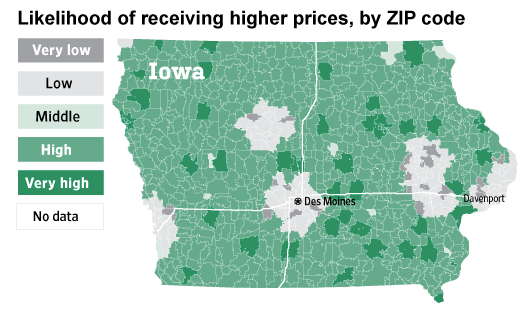 Likelihood of receiving higher prices, by ZIP code
Very low
Low
Middle
High
Very high
No data
Iowa
Des Moines
Davenport